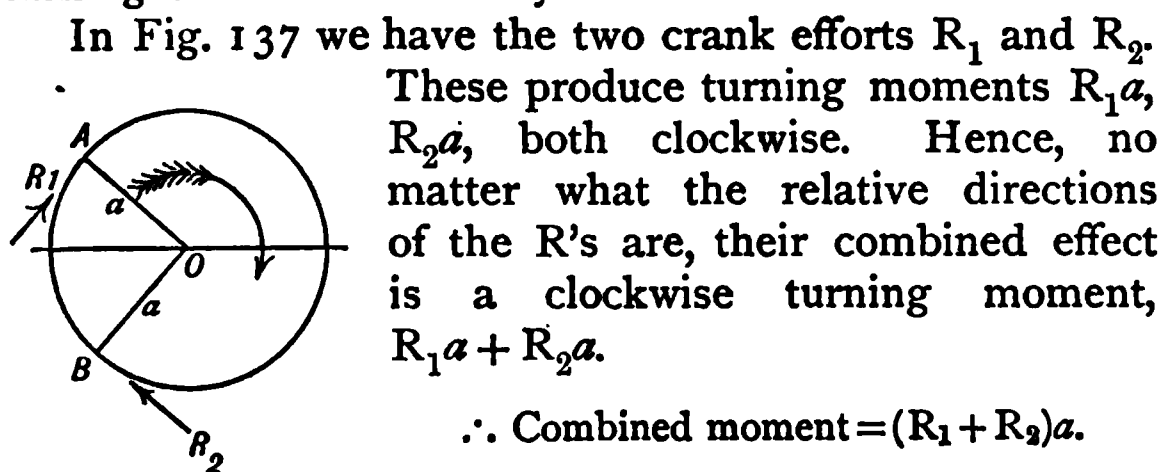 In Fig. 137 we have the two crank efforts R₁ and R₂.
These produce turning moments R₁a,
R₂a, both clockwise. Hence, no
matter what the relative directions
of the R's are, their combined effect
is a clockwise turning moment,
R₁a + R₂a.
∴ Combined moment = (R₁ + R₂)a.
A
R1
a
O
a
B
R₂